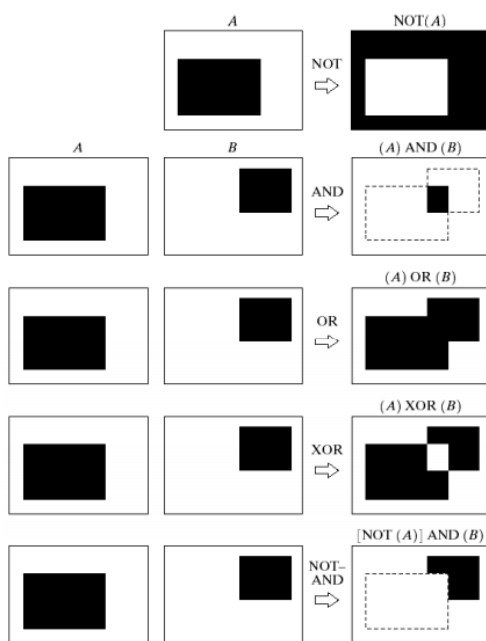 A
NOT(A)
NOT
A
B
(A) AND (B)
AND
(A) OR (B)
OR
(A) XOR (B)
XOR
[NOT (A)] AND (B)
NOT–
AND